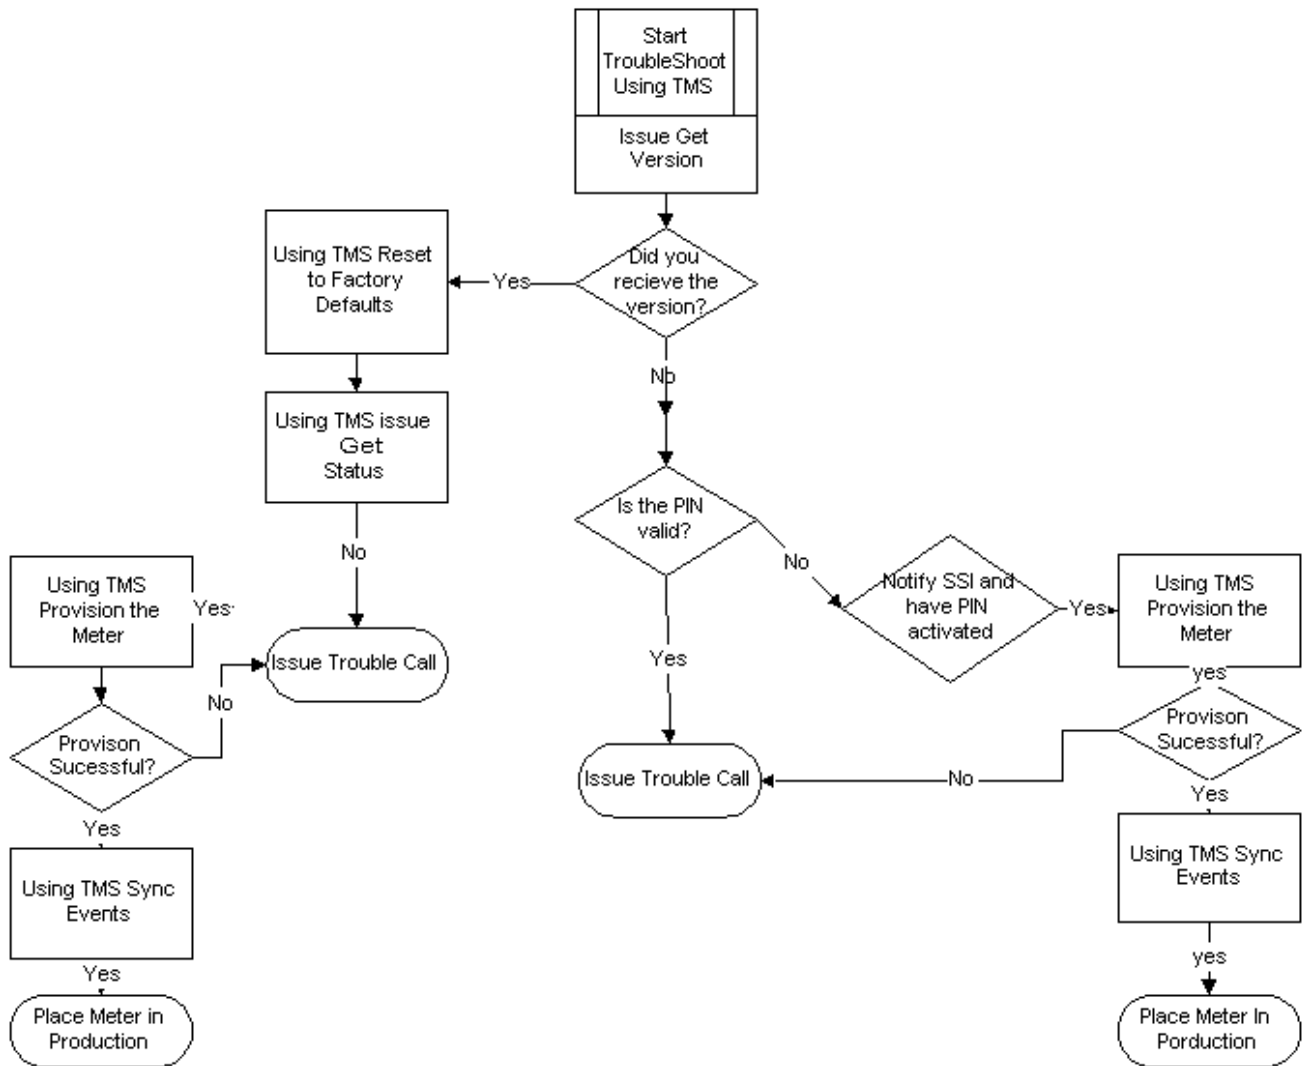 Start
TroubleShoot
Using TMS
Issue Get
Version
Did you
recieve the
version?
Yes
Using TMS Reset
to Factory
Defaults
Using TMS issue
Get
Status
No
Issue Trouble Call
Using TMS
Provision the
Meter
Yes
No
Provison
Sucessful?
Yes
Using TMS Sync
Events
Yes
Place Meter in
Production
No
Is the PIN
valid?
No
Yes
Issue Trouble Call
Notify SSI and
have PIN
activated
Yes
Using TMS
Provision the
Meter
yes
Provison
Sucessful?
No
Yes
Using TMS Sync
Events
yes
Place Meter In
Porduction